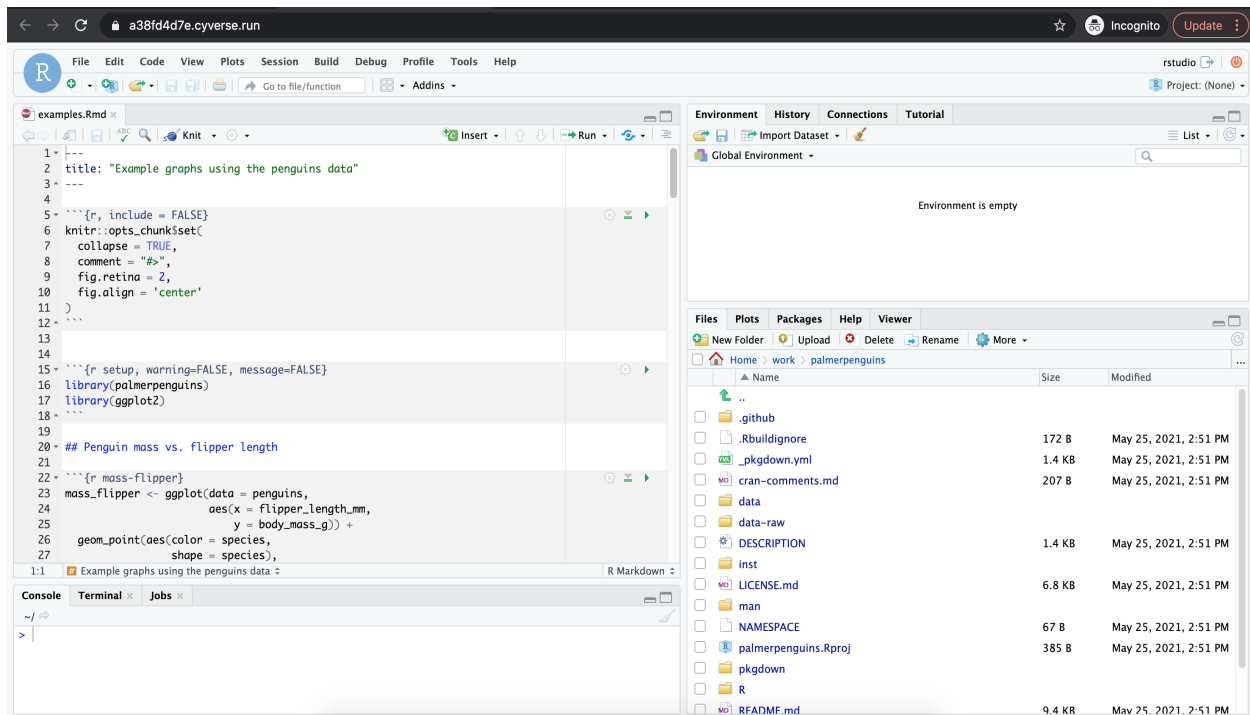 a38fd4d7e.cyverse.run Incognito Update
R File Edit Code View Plots Session Build Debug Profile Tools Help rstudio
Go to file/function Addins R Project: (None)
examples.Rmd
ABC Knit Insert Run
1 ---
2 title: "Example graphs using the penguins data"
3 ---
4
5 ```{r, include = FALSE}
6 knitr::opts_chunk$set(
7 collapse = TRUE,
8 comment = "#>",
9 fig.retina = 2,
10 fig.align = 'center'
11 )
12 ```
13
14
15 ```{r setup, warning=FALSE, message=FALSE}
16 library(palmerpenguins)
17 library(ggplot2)
18 ```
19
20 ## Penguin mass vs. flipper length
21
22 ```{r mass-flipper}
23 mass_flipper <- ggplot(data = penguins,
24 aes(x = flipper_length_mm,
25 y = body_mass_g)) +
26 geom_point(aes(color = species,
27 shape = species),
1:1 # Example graphs using the penguins data R Markdown
Console Terminal Jobs
~/
>
Environment History Connections Tutorial
Import Dataset List
Global Environment
Environment is empty
Files Plots Packages Help Viewer
New Folder Upload Delete Rename More
Home work palmerpenguins ...
Name Size Modified
..
.github
.Rbuildignore 172 B May 25, 2021, 2:51 PM
YML _pkgdown.yml 1.4 KB May 25, 2021, 2:51 PM
MD cran-comments.md 207 B May 25, 2021, 2:51 PM
data
data-raw
DESCRIPTION 1.4 KB May 25, 2021, 2:51 PM
inst
MD LICENSE.md 6.8 KB May 25, 2021, 2:51 PM
man
NAMESPACE 67 B May 25, 2021, 2:51 PM
R palmerpenguins.Rproj 385 B May 25, 2021, 2:51 PM
pkgdown
R
MD README.md 9.4 KB May 25, 2021, 2:51 PM